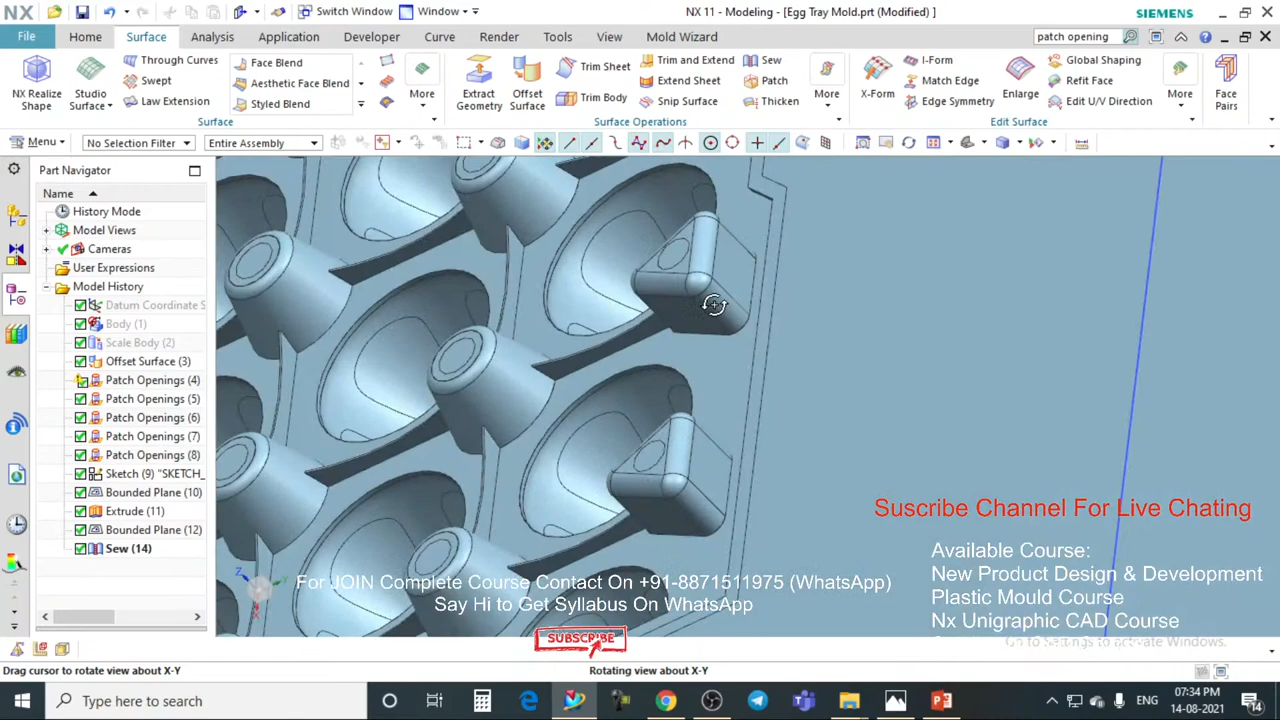 NX
Switch Window
Window
NX 11 - Modeling - [Egg Tray Mold.prt (Modified) ]
SIEMENS
File
Home
Surface
Analysis
Application
Developer
Curve
Render
Tools
View
Mold Wizard
patch opening
NX Realize
Shape
Studio
Surface
Through Curves
Swept
Law Extension
Face Blend
Aesthetic Face Blend
Styled Blend
More
Surface
Extract
Geometry
Offset
Surface
Trim Sheet
Trim Body
Trim and Extend
Extend Sheet
Snip Surface
Sew
Patch
Thicken
More
Surface Operations
X-Form
I-Form
Match Edge
Edge Symmetry
Enlarge
Global Shaping
Refit Face
Edit U/V Direction
More
Edit Surface
Face
Pairs
Menu
No Selection Filter
Entire Assembly
Part Navigator
Name
History Mode
Model Views
Cameras
User Expressions
Model History
Datum Coordinate S
Body (1)
Scale Body (2)
Offset Surface (3)
Patch Openings (4)
Patch Openings (5)
Patch Openings (6)
Patch Openings (7)
Patch Openings (8)
Sketch (9) "SKETCH_
Bounded Plane (10)
Extrude (11)
Bounded Plane (12)
Sew (14)
Z
Y
X
Suscribe Channel For Live Chating
Available Course:
New Product Design & Development
Plastic Mould Course
Nx Unigraphic CAD Course
Go to Settings to activate Windows.
For JOIN Complete Course Contact On +91-8871511975 (WhatsApp)
Say Hi to Get Syllabus On WhatsApp
SUBSCRIBE
Drag cursor to rotate view about X-Y
Rotating view about X-Y
Type here to search
ENG
07:34 PM
14-08-2021
14